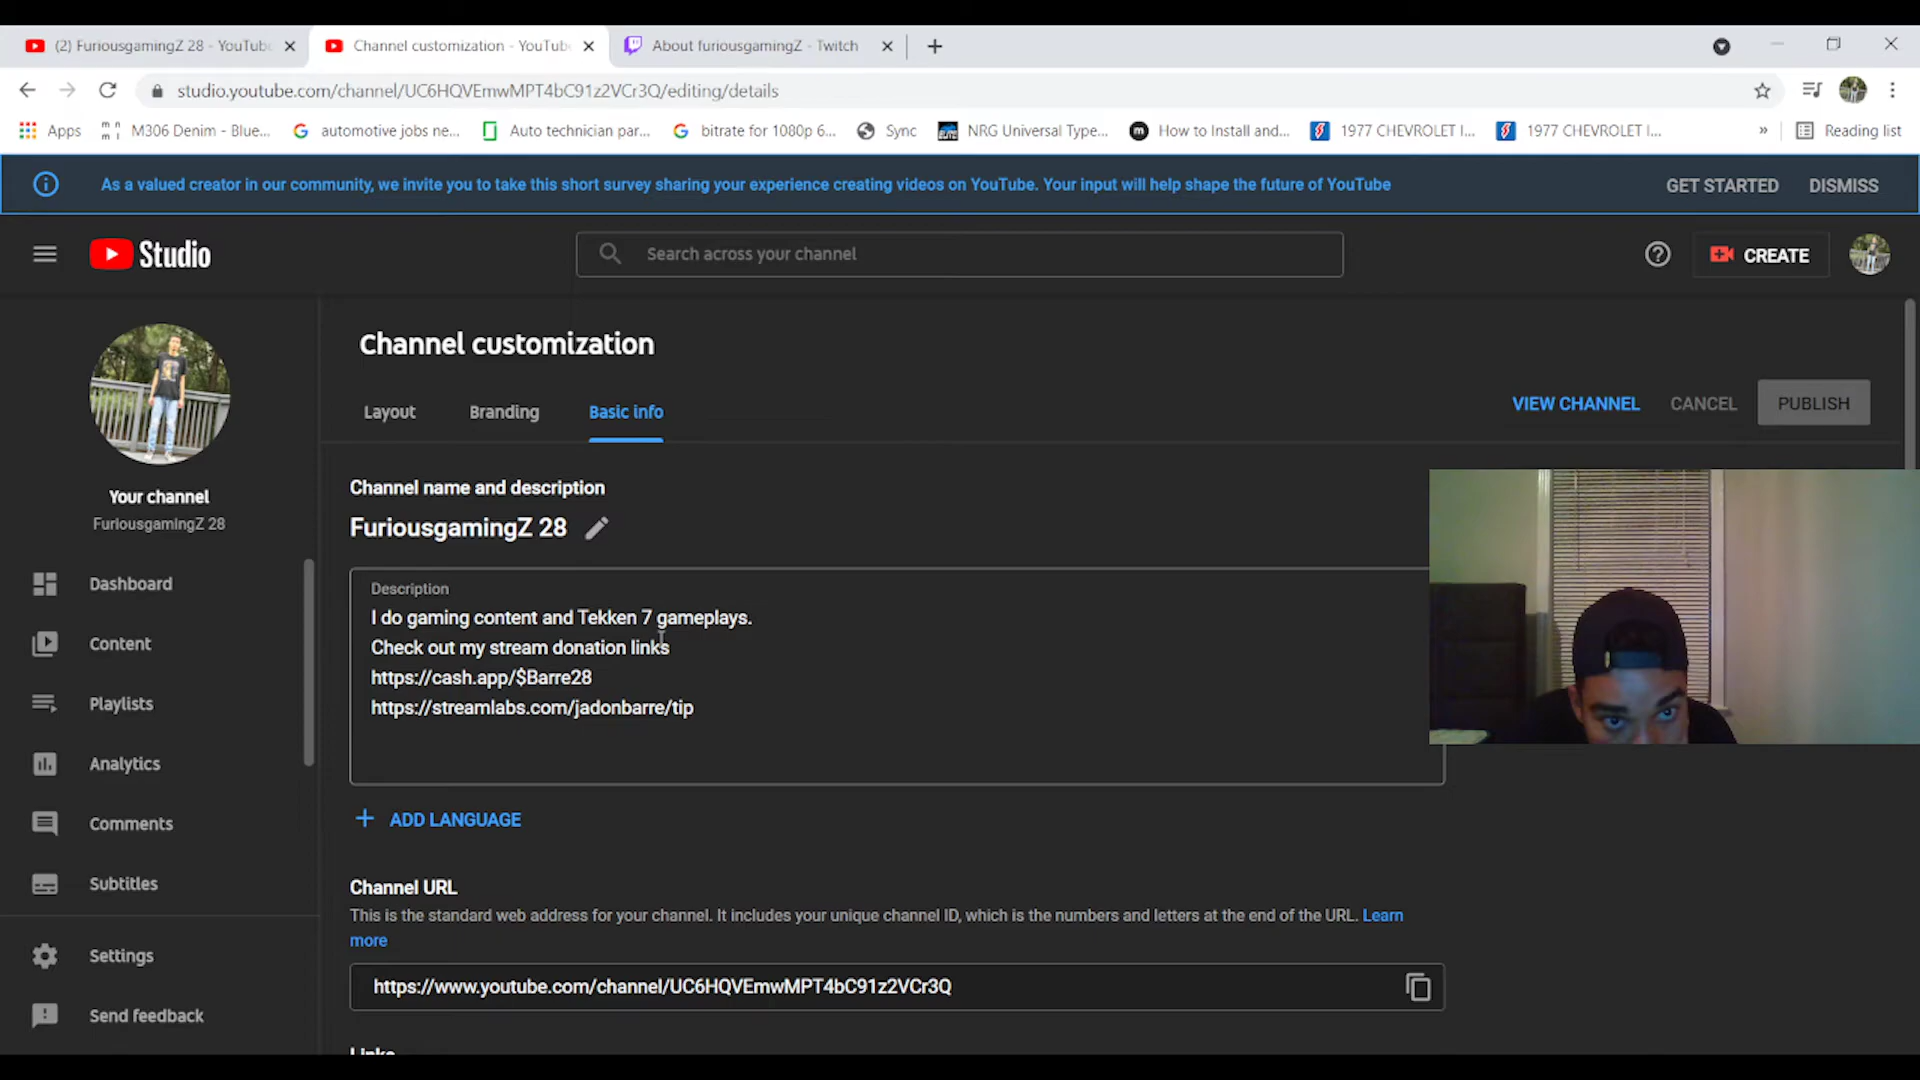 (2) FuriousgamingZ 28 - YouTub
Channel customization - YouTub
About furiousgamingZ - Twitch
studio.youtube.com/channel/UC6HQVEmwMPT4bC91z2VCr3Q/editing/details
Apps
M306 Denim - Blue...
automotive jobs ne...
Auto technician par...
bitrate for 1080p 6...
Sync
NRG Universal Type...
How to Install and...
1977 CHEVROLET I...
1977 CHEVROLET I...
»
Reading list
As a valued creator in our community, we invite you to take this short survey sharing your experience creating videos on YouTube. Your input will help shape the future of YouTube
GET STARTED
DISMISS
Studio
Search across your channel
CREATE
Your channel
FuriousgamingZ 28
Dashboard
Content
Playlists
Analytics
Comments
Subtitles
Settings
Send feedback
Channel customization
Layout
Branding
Basic info
VIEW CHANNEL
CANCEL
PUBLISH
Channel name and description
FuriousgamingZ 28
Description
I do gaming content and Tekken 7 gameplays.
Check out my stream donation links
https://cash.app/$Barre28
https://streamlabs.com/jadonbarre/tip
+ ADD LANGUAGE
Channel URL
This is the standard web address for your channel. It includes your unique channel ID, which is the numbers and letters at the end of the URL. Learn
more
https://www.youtube.com/channel/UC6HQVEmwMPT4bC91z2VCr3Q
Links